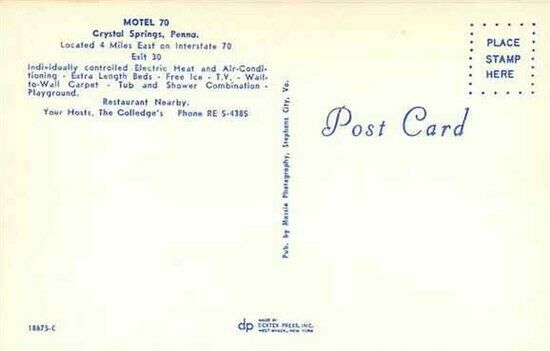 MOTEL 70
Crystal Springs, Penna.
Located 4 Miles East on Interstate 70
Exit 30
Individually controlled Electric Heat and Air-Condi-
tioning - Extra Length Beds - Free Ice - T.V. - Wall-
to-Wall Carpet - Tub and Shower Combination -
Playground.
Restaurant Nearby.
Your Hosts, The Colledge's Phone RE 5-4385
Pub. by Massie Photography, Stephens City, Va.
PLACE
STAMP
HERE
Post Card
18675-C
dp
MADE BY
DEXTER PRESS, INC.
WEST NYACK, NEW YORK